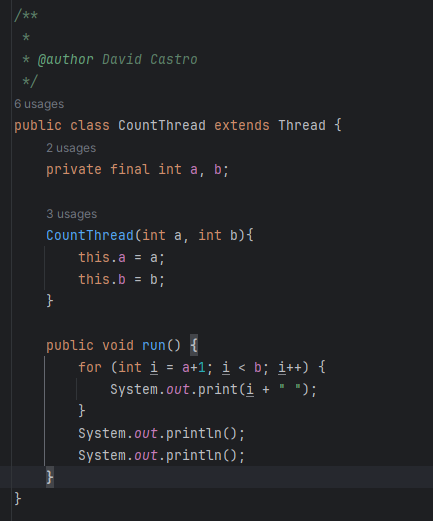 /**
 *
 * @author David Castro
 */
6 usages
public class CountThread extends Thread {
    2 usages
    private final int a, b;

    3 usages
    CountThread(int a, int b){
        this.a = a;
        this.b = b;
    }

    public void run() {
        for (int i = a+1; i < b; i++) {
            System.out.print(i + " ");
        }
        System.out.println();
        System.out.println();
    }
}